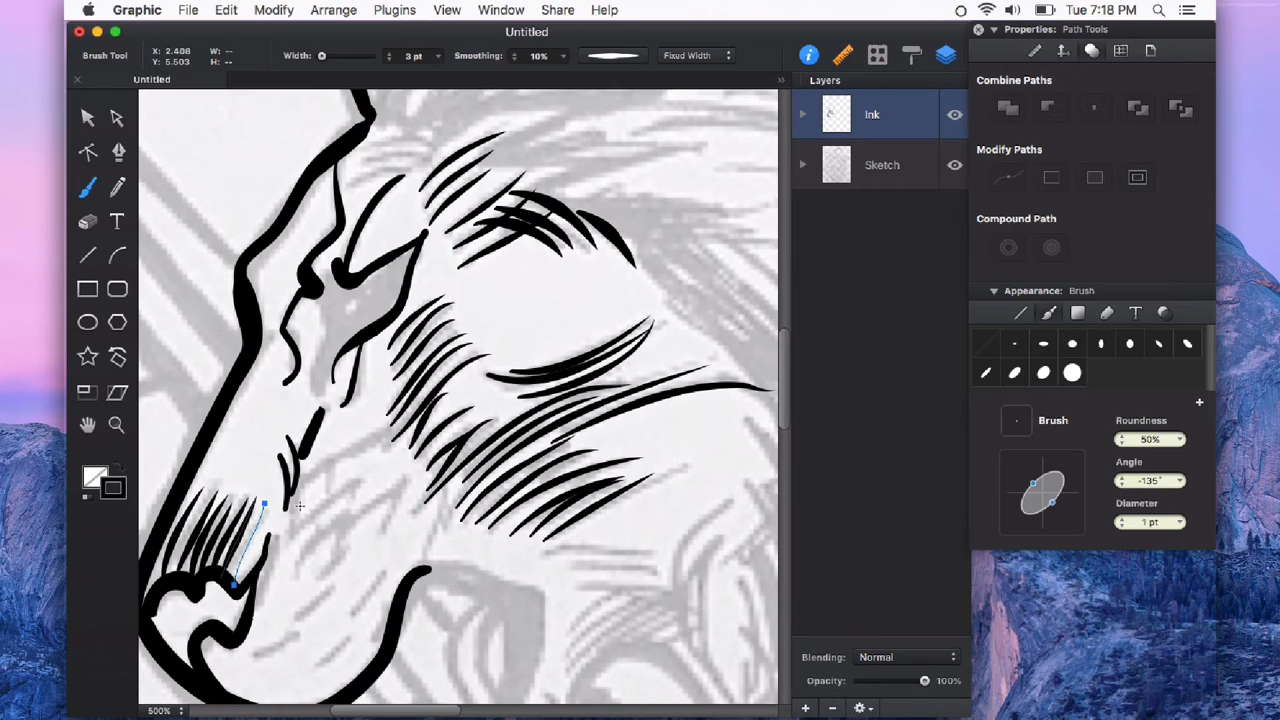 Graphic File Edit Modify Arrange Plugins View Window Share Help Tue 7:18 PM
Untitled
Properties: Path Tools
Brush Tool X: 2.408 Y: 5.503 W: -- H: -- Width: 3 pt Smoothing: 10% Fixed Width
Untitled
Layers
Ink
Sketch
Combine Paths
Modify Paths
Compound Path
Appearance: Brush
Brush
Roundness
50%
Angle
-135°
Diameter
1 pt
Blending: Normal
Opacity: 100%
500%